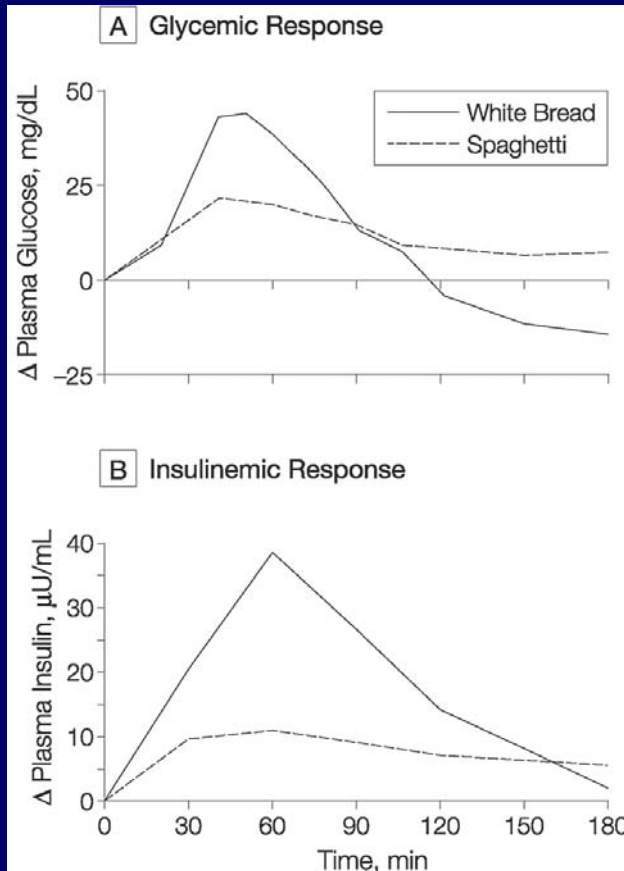 A Glycemic Response
50
25
0
–25
Δ Plasma Glucose, mg/dL
White Bread
Spaghetti
B Insulinemic Response
40
30
20
10
0
Δ Plasma Insulin, µU/mL
0 30 60 90 120 150 180
Time, min